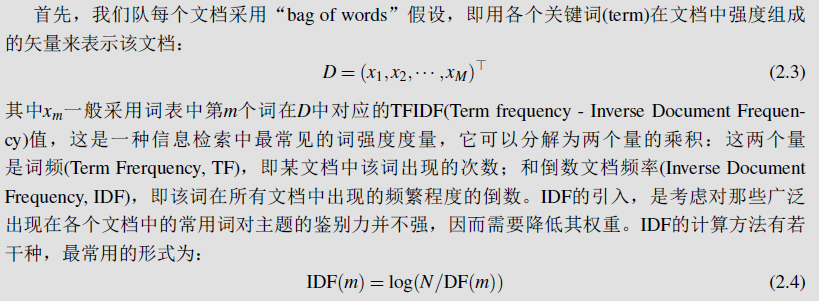 首先，我们队每个文档采用“bag of words”假设，即用各个关键词(term)在文档中强度组成
的矢量来表示该文档：
D = (x₁,x₂,⋯,x_M)^⊤ (2.3)
其中x_m一般采用词表中第m个词在D中对应的TFIDF(Term frequency - Inverse Document Frequen-
cy)值，这是一种信息检索中最常见的词强度度量，它可以分解为两个量的乘积：这两个量
是词频(Term Frerquency, TF)，即某文档中该词出现的次数；和倒数文档频率(Inverse Document
Frequency, IDF)，即该词在所有文档中出现的频繁程度的倒数。IDF的引入，是考虑对那些广泛
出现在各个文档中的常用词对主题的鉴别力并不强，因而需要降低其权重。IDF的计算方法有若
干种，最常用的形式为：
IDF(m) = log(N/DF(m)) (2.4)